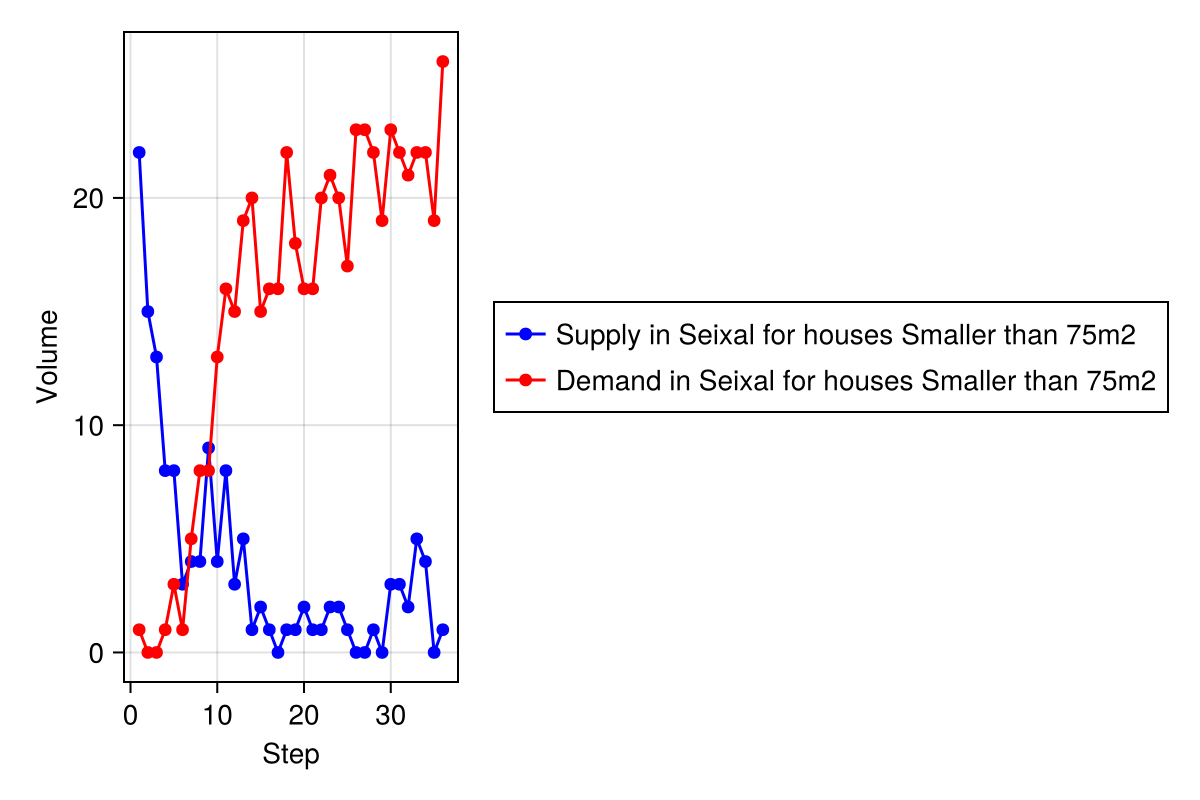 20
10
0
Volume
0 10 20 30
Step
Supply in Seixal for houses Smaller than 75m2
Demand in Seixal for houses Smaller than 75m2